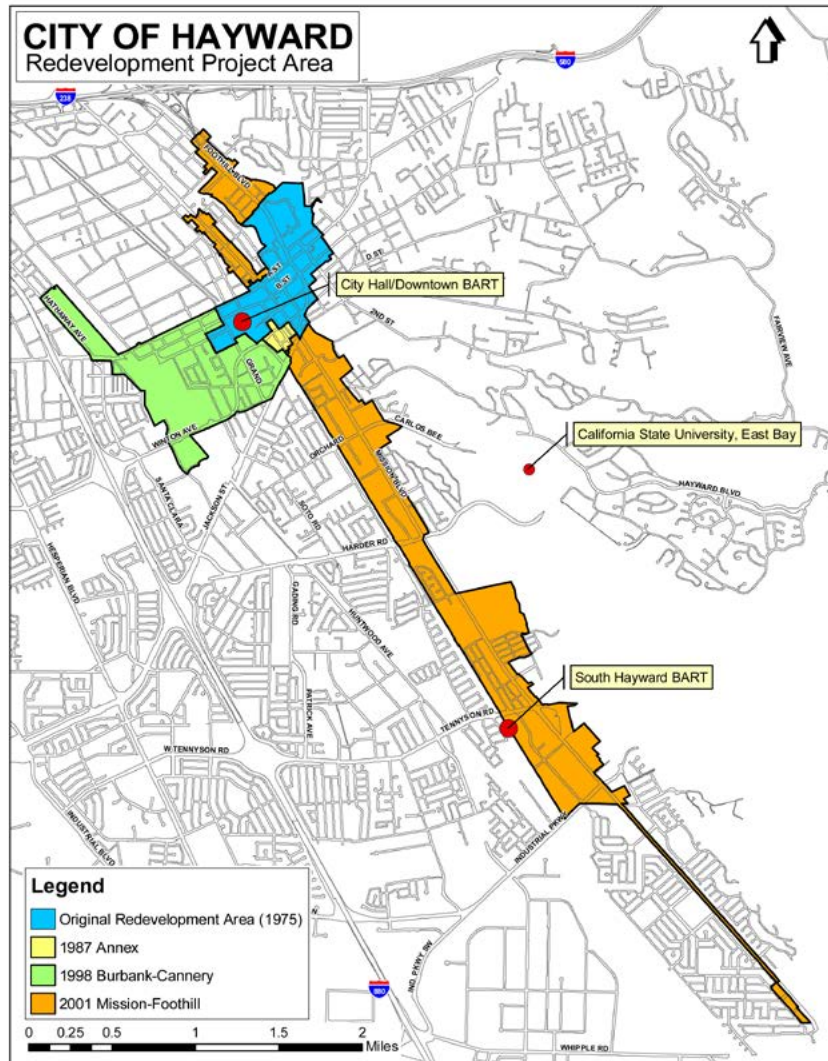 CITY OF HAYWARD
Redevelopment Project Area
680
238
FOOTHILL BLVD
D ST
A ST
B ST
City Hall/Downtown BART
2ND ST
HATHAWAY AVE
FAIRVIEW AVE
GRAND
CARLOS BEE
WINTON AVE
ORCHARD
MISSION BLVD
California State University, East Bay
HAYWARD BLVD
SANTA CLARA
JACKSON ST
SOTO RD
HARDER RD
HESPERIAN BLVD
GADING RD
HUNTWOOD AVE
South Hayward BART
PATRICK AVE
TENNYSON RD
W TENNYSON RD
INDUSTRIAL BLVD
INDUSTRIAL PKWY
Legend
Original Redevelopment Area (1975)
1987 Annex
1998 Burbank-Cannery
2001 Mission-Foothill
N
IND. PKWY SW
880
0 0.25 0.5 1 1.5 2
Miles
WHIPPLE RD